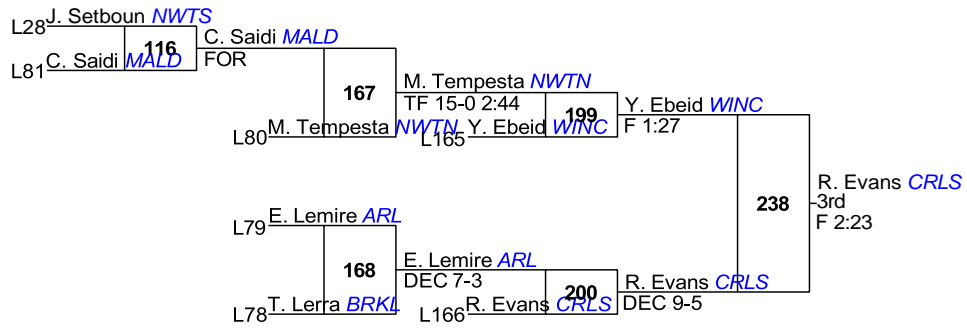 L28 J. Setboun NWTS
116
L81 C. Saidi MALD
C. Saidi MALD
FOR
167
L80 M. Tempesta NWTN
M. Tempesta NWTN
TF 15-0 2:44
199
L165 Y. Ebeid WINC
Y. Ebeid WINC
F 1:27
238
R. Evans CRLS
3rd
F 2:23
L79 E. Lemire ARL
168
L78 T. Lerra BRKL
E. Lemire ARL
DEC 7-3
200
L166 R. Evans CRLS
R. Evans CRLS
DEC 9-5